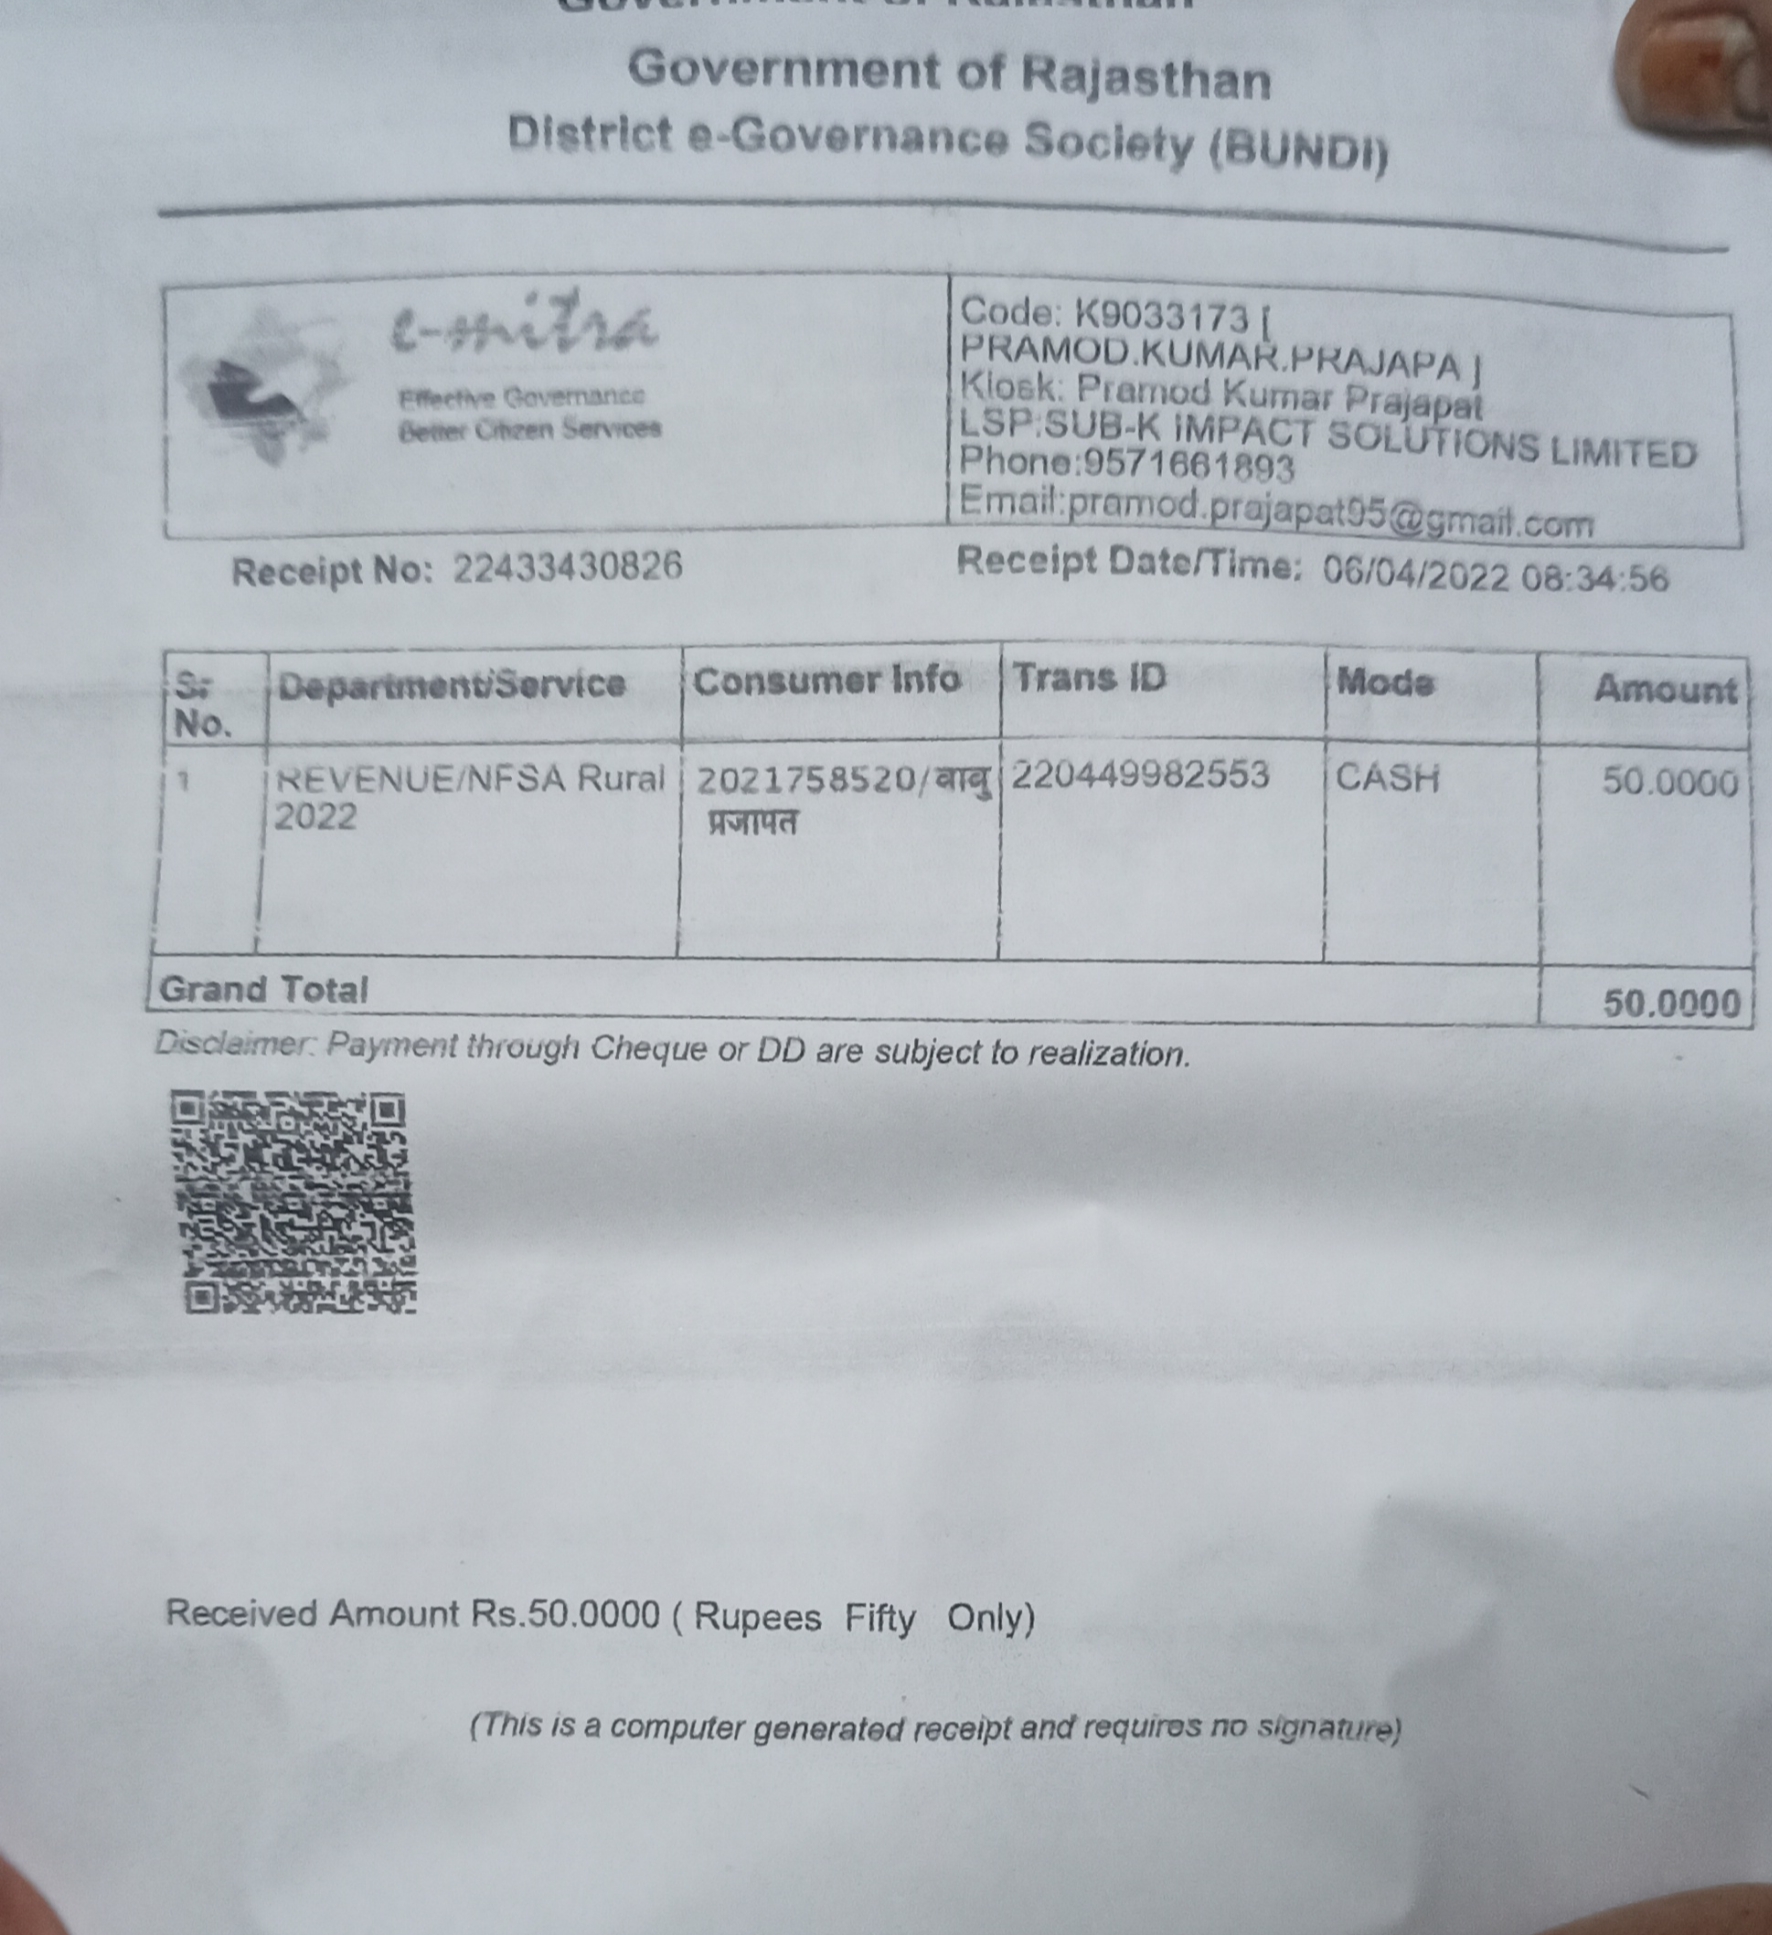 Government of Rajasthan
District e-Governance Society (BUNDI)
e-mitra
Effective Governance
Better Citizen Services
Code: K9033173 [
PRAMOD.KUMAR.PRAJAPA ]
Kiosk: Pramod Kumar Prajapat
LSP:SUB-K IMPACT SOLUTIONS LIMITED
Phone:9571661893
Email:pramod.prajapat95@gmail.com
Receipt No: 22433430826 Receipt Date/Time: 06/04/2022 08:34:56
Sr No. Department/Service Consumer Info Trans ID Mode Amount
1 REVENUE/NFSA Rural 2022 2021758520/बाबु प्रजापत 220449982553 CASH 50.0000
Grand Total 50.0000
Disclaimer: Payment through Cheque or DD are subject to realization.
Received Amount Rs.50.0000 ( Rupees Fifty Only)
(This is a computer generated receipt and requires no signature)